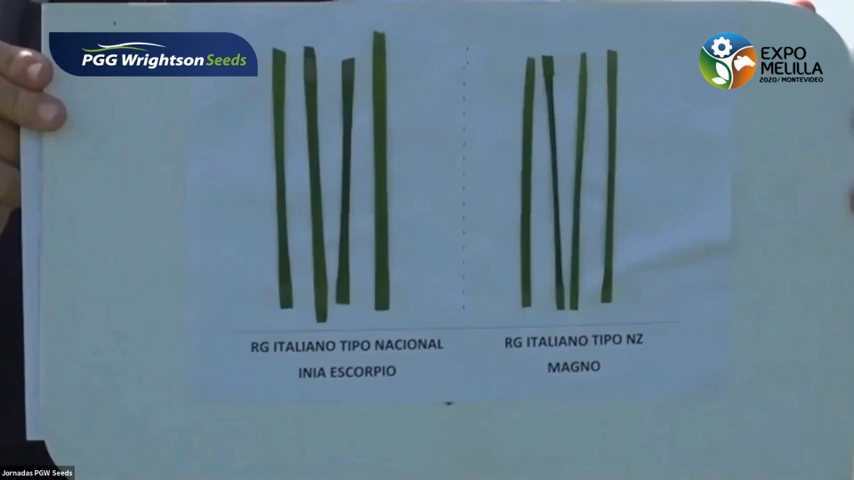 PGG Wrightson Seeds
EXPO
MELILLA
2020/ MONTEVIDEO
RG ITALIANO TIPO NACIONAL
INIA ESCORPIO
RG ITALIANO TIPO NZ
MAGNO
Jornadas PGW Seeds